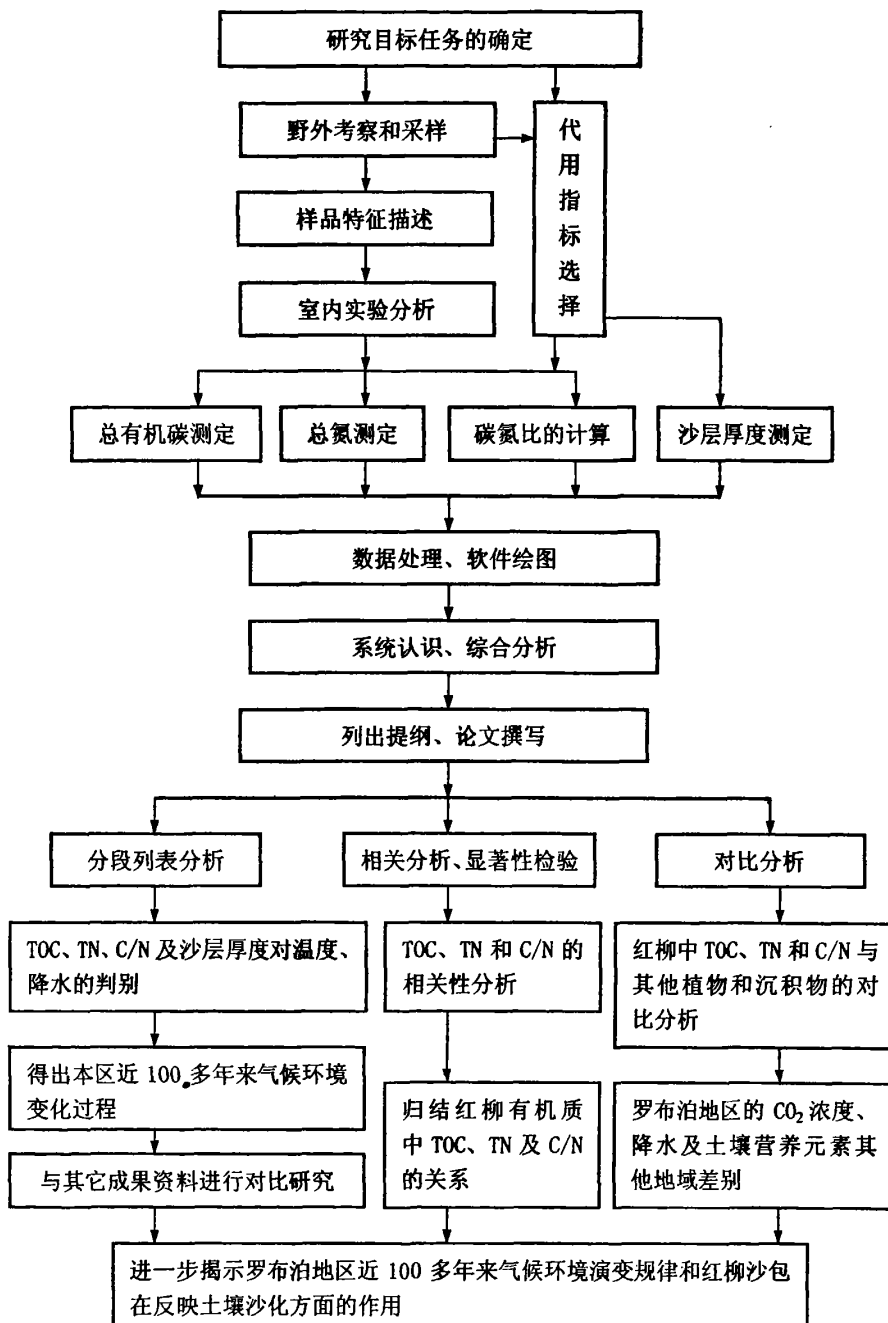 研究目标任务的确定
野外考察和采样
代
用
指
标
选
择
样品特征描述
室内实验分析
总有机碳测定
总氮测定
碳氮比的计算
沙层厚度测定
数据处理、软件绘图
系统认识、综合分析
列出提纲、论文撰写
分段列表分析
相关分析、显著性检验
对比分析
TOC、TN、C/N及沙层厚度对温度、
降水的判别
TOC、TN 和 C/N 的
相关性分析
红柳中 TOC、TN 和 C/N 与
其他植物和沉积物的对
比分析
得出本区近 100 多年来气候环境
变化过程
归结红柳有机质
中 TOC、TN 及 C/N
的关系
罗布泊地区的 CO₂ 浓度、
降水及土壤营养元素其
他地域差别
与其它成果资料进行对比研究
进一步揭示罗布泊地区近 100 多年来气候环境演变规律和红柳沙包
在反映土壤沙化方面的作用